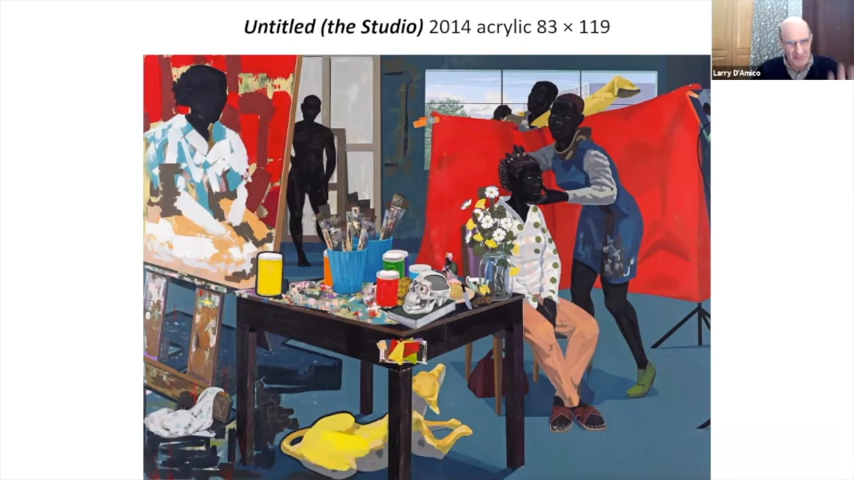 Untitled (the Studio) 2014 acrylic 83 × 119
Larry D'Amico